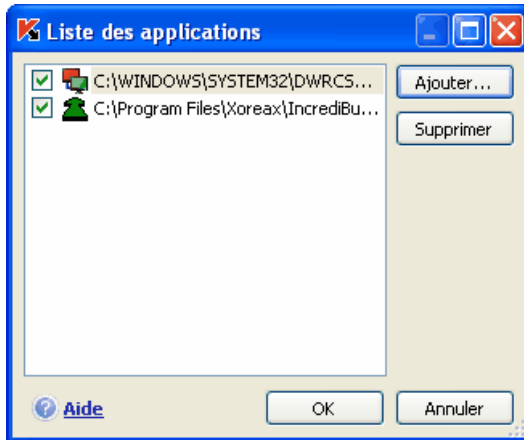 Liste des applications
C:\WINDOWS\SYSTEM32\DWRCS...
C:\Program Files\Xoreax\IncrediBu...
Ajouter...
Supprimer
Aide
OK
Annuler